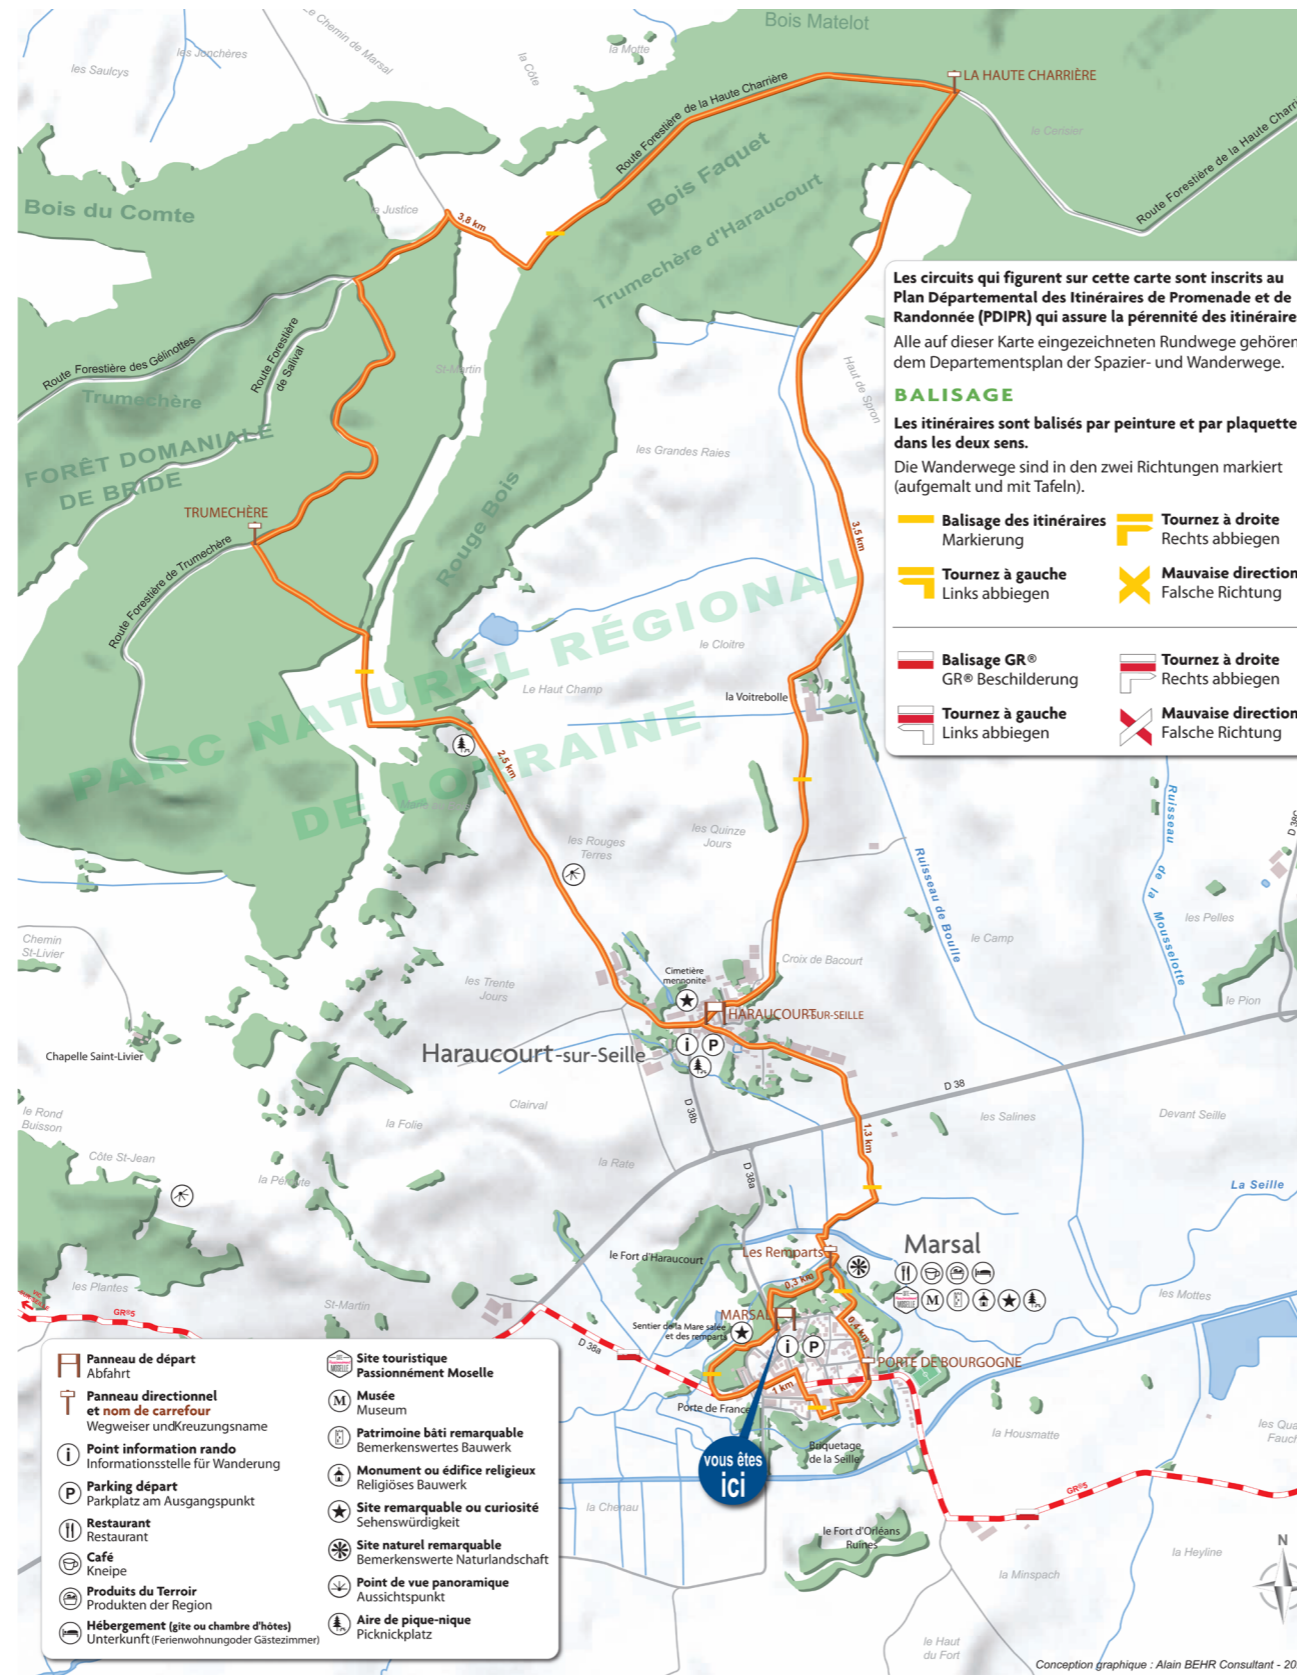 Bois Matelot
Le Chemin de Marsal
les Jonchères
les Saulcys
la Côte
la Motte
LA HAUTE CHARRIÈRE
Route Forestière de la Haute Charrière
le Cerisier
Route Forestière de la Haute Charri
Bois Faquet
Trumechère d'Haraucourt
Bois du Comte
la Justice
3,8 km
Les circuits qui figurent sur cette carte sont inscrits au
Plan Départemental des Itinéraires de Promenade et de
Randonnée (PDIPR) qui assure la pérennité des itinéraire
Alle auf dieser Karte eingezeichneten Rundwege gehören
dem Departementsplan der Spazier- und Wanderwege.
BALISAGE
Les itinéraires sont balisés par peinture et par plaquette
dans les deux sens.
Die Wanderwege sind in den zwei Richtungen markiert
(aufgemalt und mit Tafeln).
Balisage des itinéraires
Markierung
Tournez à droite
Rechts abbiegen
Tournez à gauche
Links abbiegen
Mauvaise direction
Falsche Richtung
Balisage GR®
GR® Beschilderung
Tournez à droite
Rechts abbiegen
Tournez à gauche
Links abbiegen
Mauvaise direction
Falsche Richtung
Route Forestière des Gélinottes
Route Forestière
de Salival
Trumechère
St-Martin
Haut de Spron
FORÊT DOMANIALE
DE BRIDE
les Grandes Raies
TRUMECHÈRE
Route Forestière de Trumechère
Rouge Bois
3,5 km
PARC NATUREL RÉGIONAL
DE LORRAINE
le Cloitre
Le Haut Champ
la Voitrebolle
2,5 km
les Rouges
Terres
les Quinze
Jours
Ruisseau de Boulle
Ruisseau de la Mousselotte
D 38c
les Pelles
le Camp
le Pion
Chemin
St-Livier
les Trente
Jours
Cimetière
mennonite
Croix de Bacourt
HARAUCOURT-SUR-SEILLE
i
P
Haraucourt-sur-Seille
Chapelle Saint-Livier
D 38
D 38b
Clairval
le Rond
Buisson
la Folie
les Salines
Devant Seille
1,3 km
Côte St-Jean
la Rate
D 38a
La Seille
le Fort d'Haraucourt
Les Remparts
Marsal
MOSELLE
M
les Plantes
GR®5
St-Martin
0,3 km
MARSAL
Sentier de la Mare salée
et des remparts
i
P
0,4 km
les Mottes
D 38a
PORTE DE BOURGOGNE
1 km
Porte de France
vous êtes
ici
Briquetage
de la Seille
la Housmatte
les Qua
Fauch
la Chenau
GR®5
le Fort d'Orléans
Ruines
la Heyline
la Minspach
N
le Haut
du Fort
Panneau de départ
Abfahrt
Panneau directionnel
et nom de carrefour
Wegweiser undKreuzungsname
i
Point information rando
Informationsstelle für Wanderung
P
Parking départ
Parkplatz am Ausgangspunkt
Restaurant
Restaurant
Café
Kneipe
Produits du Terroir
Produkten der Region
Hébergement (gîte ou chambre d'hôtes)
Unterkunft (Ferienwohnungoder Gästezimmer)
MOSELLE
Site touristique
Passionnément Moselle
M
Musée
Museum
Patrimoine bâti remarquable
Bemerkenswertes Bauwerk
Monument ou édifice religieux
Religiöses Bauwerk
Site remarquable ou curiosité
Sehenswürdigkeit
Site naturel remarquable
Bemerkenswerte Naturlandschaft
Point de vue panoramique
Aussichtspunkt
Aire de pique-nique
Picknickplatz
Conception graphique : Alain BEHR Consultant - 20